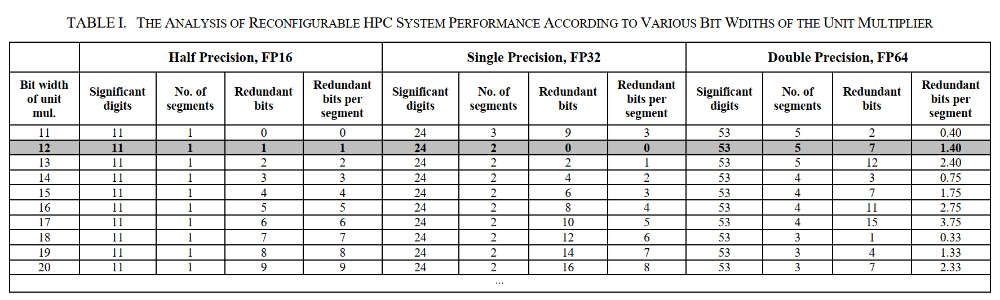 TABLE I. THE ANALYSIS OF RECONFIGURABLE HPC SYSTEM PERFORMANCE ACCORDING TO VARIOUS BIT WDITHS OF THE UNIT MULTIPLIER
Half Precision, FP16 Single Precision, FP32 Double Precision, FP64
Bit width of unit mul. Significant digits No. of segments Redundant bits Redundant bits per segment Significant digits No. of segments Redundant bits Redundant bits per segment Significant digits No. of segments Redundant bits Redundant bits per segment
11 11 1 0 0 24 3 9 3 53 5 2 0.40
12 11 1 1 1 24 2 0 0 53 5 7 1.40
13 11 1 2 2 24 2 2 1 53 5 12 2.40
14 11 1 3 3 24 2 4 2 53 4 3 0.75
15 11 1 4 4 24 2 6 3 53 4 7 1.75
16 11 1 5 5 24 2 8 4 53 4 11 2.75
17 11 1 6 6 24 2 10 5 53 4 15 3.75
18 11 1 7 7 24 2 12 6 53 3 1 0.33
19 11 1 8 8 24 2 14 7 53 3 4 1.33
20 11 1 9 9 24 2 16 8 53 3 7 2.33
...